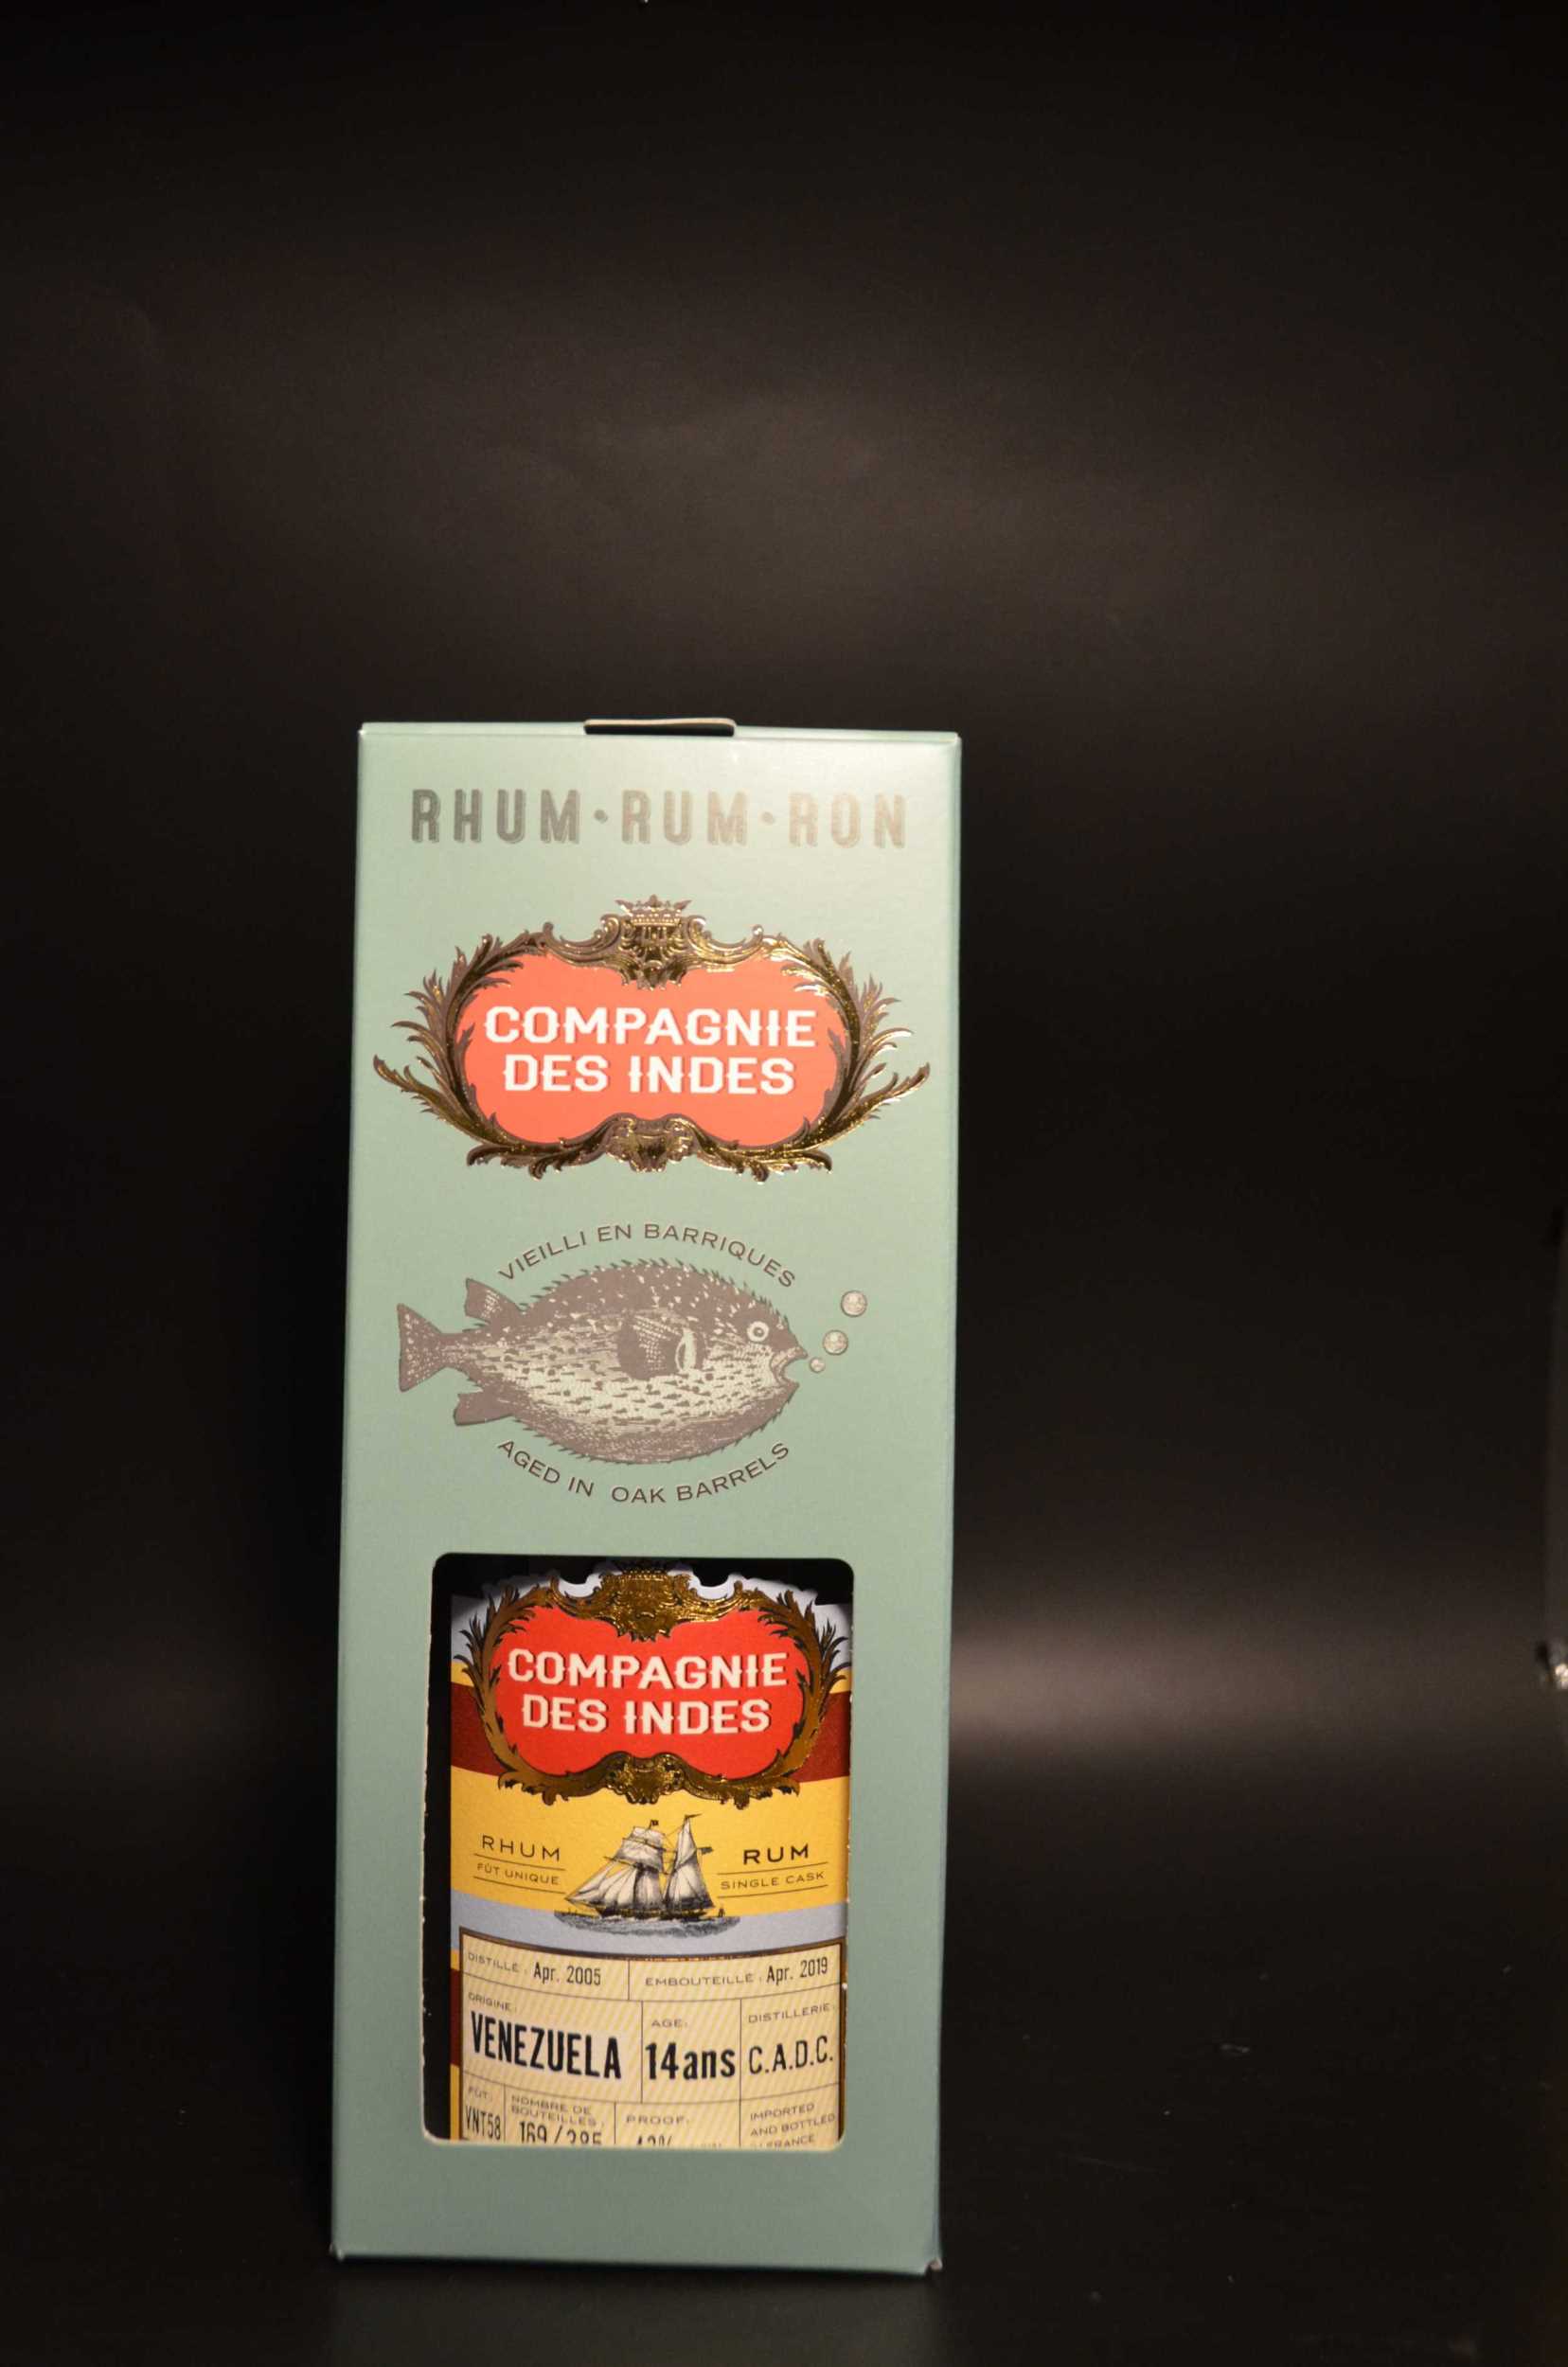 RHUM • RUM • RON
COMPAGNIE
DES INDES
VIEILLI EN BARRIQUES
AGED IN OAK BARRELS
COMPAGNIE
DES INDES
RHUM
FÛT UNIQUE
RUM
SINGLE CASK
DISTILLÉ : Apr. 2005
EMBOUTEILLÉ : Apr. 2019
ORIGINE:
VENEZUELA
AGE:
14ans
DISTILLERIE:
C.A.D.C.
FÛT:
VNT58
NOMBRE DE
BOUTEILLES:
169 /
PROOF:
IMPORTED
AND BOTTLED
FRANCE